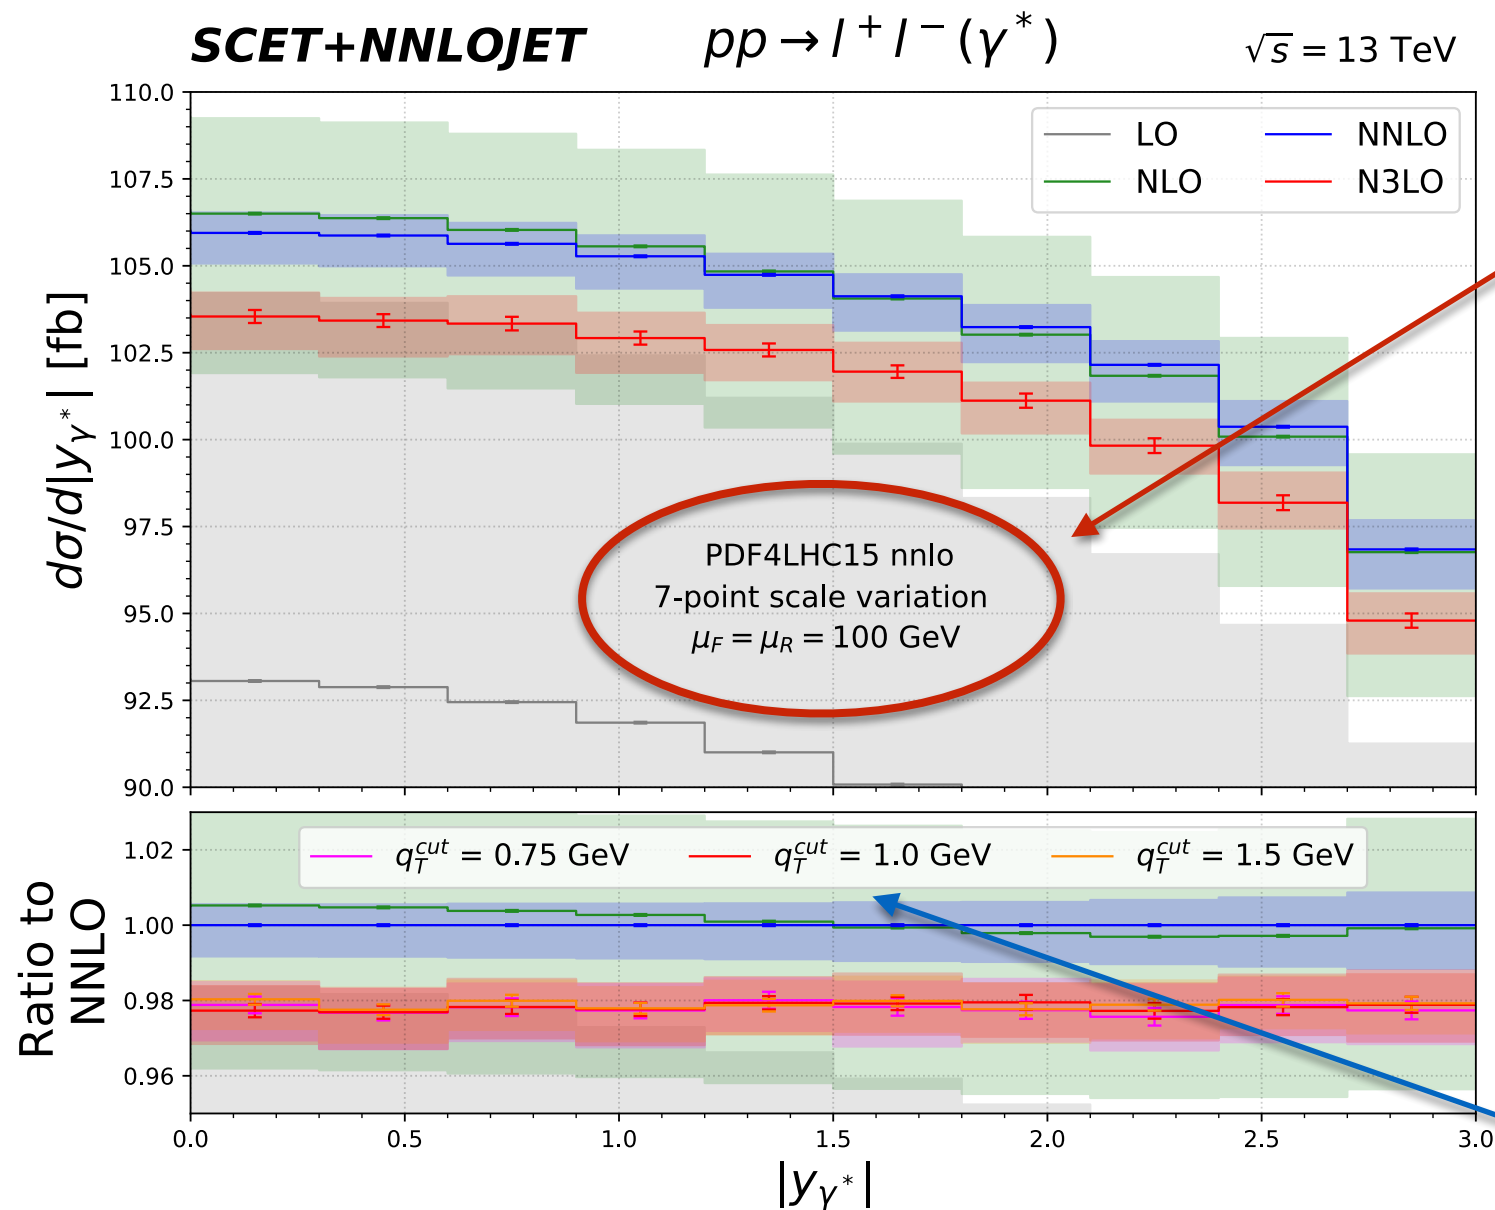 SCET+NNLOJET pp → l⁺l⁻(γ*) √s = 13 TeV
110.0
107.5
105.0
102.5
100.0
97.5
95.0
92.5
90.0
dσ/d|y_γ*| [fb]
LO NNLO
NLO N3LO
PDF4LHC15 nnlo
7-point scale variation
μ_F = μ_R = 100 GeV
q_T^cut = 0.75 GeV q_T^cut = 1.0 GeV q_T^cut = 1.5 GeV
1.02
1.00
0.98
0.96
Ratio to
NNLO
0.0 0.5 1.0 1.5 2.0 2.5 3.0
|y_γ*|